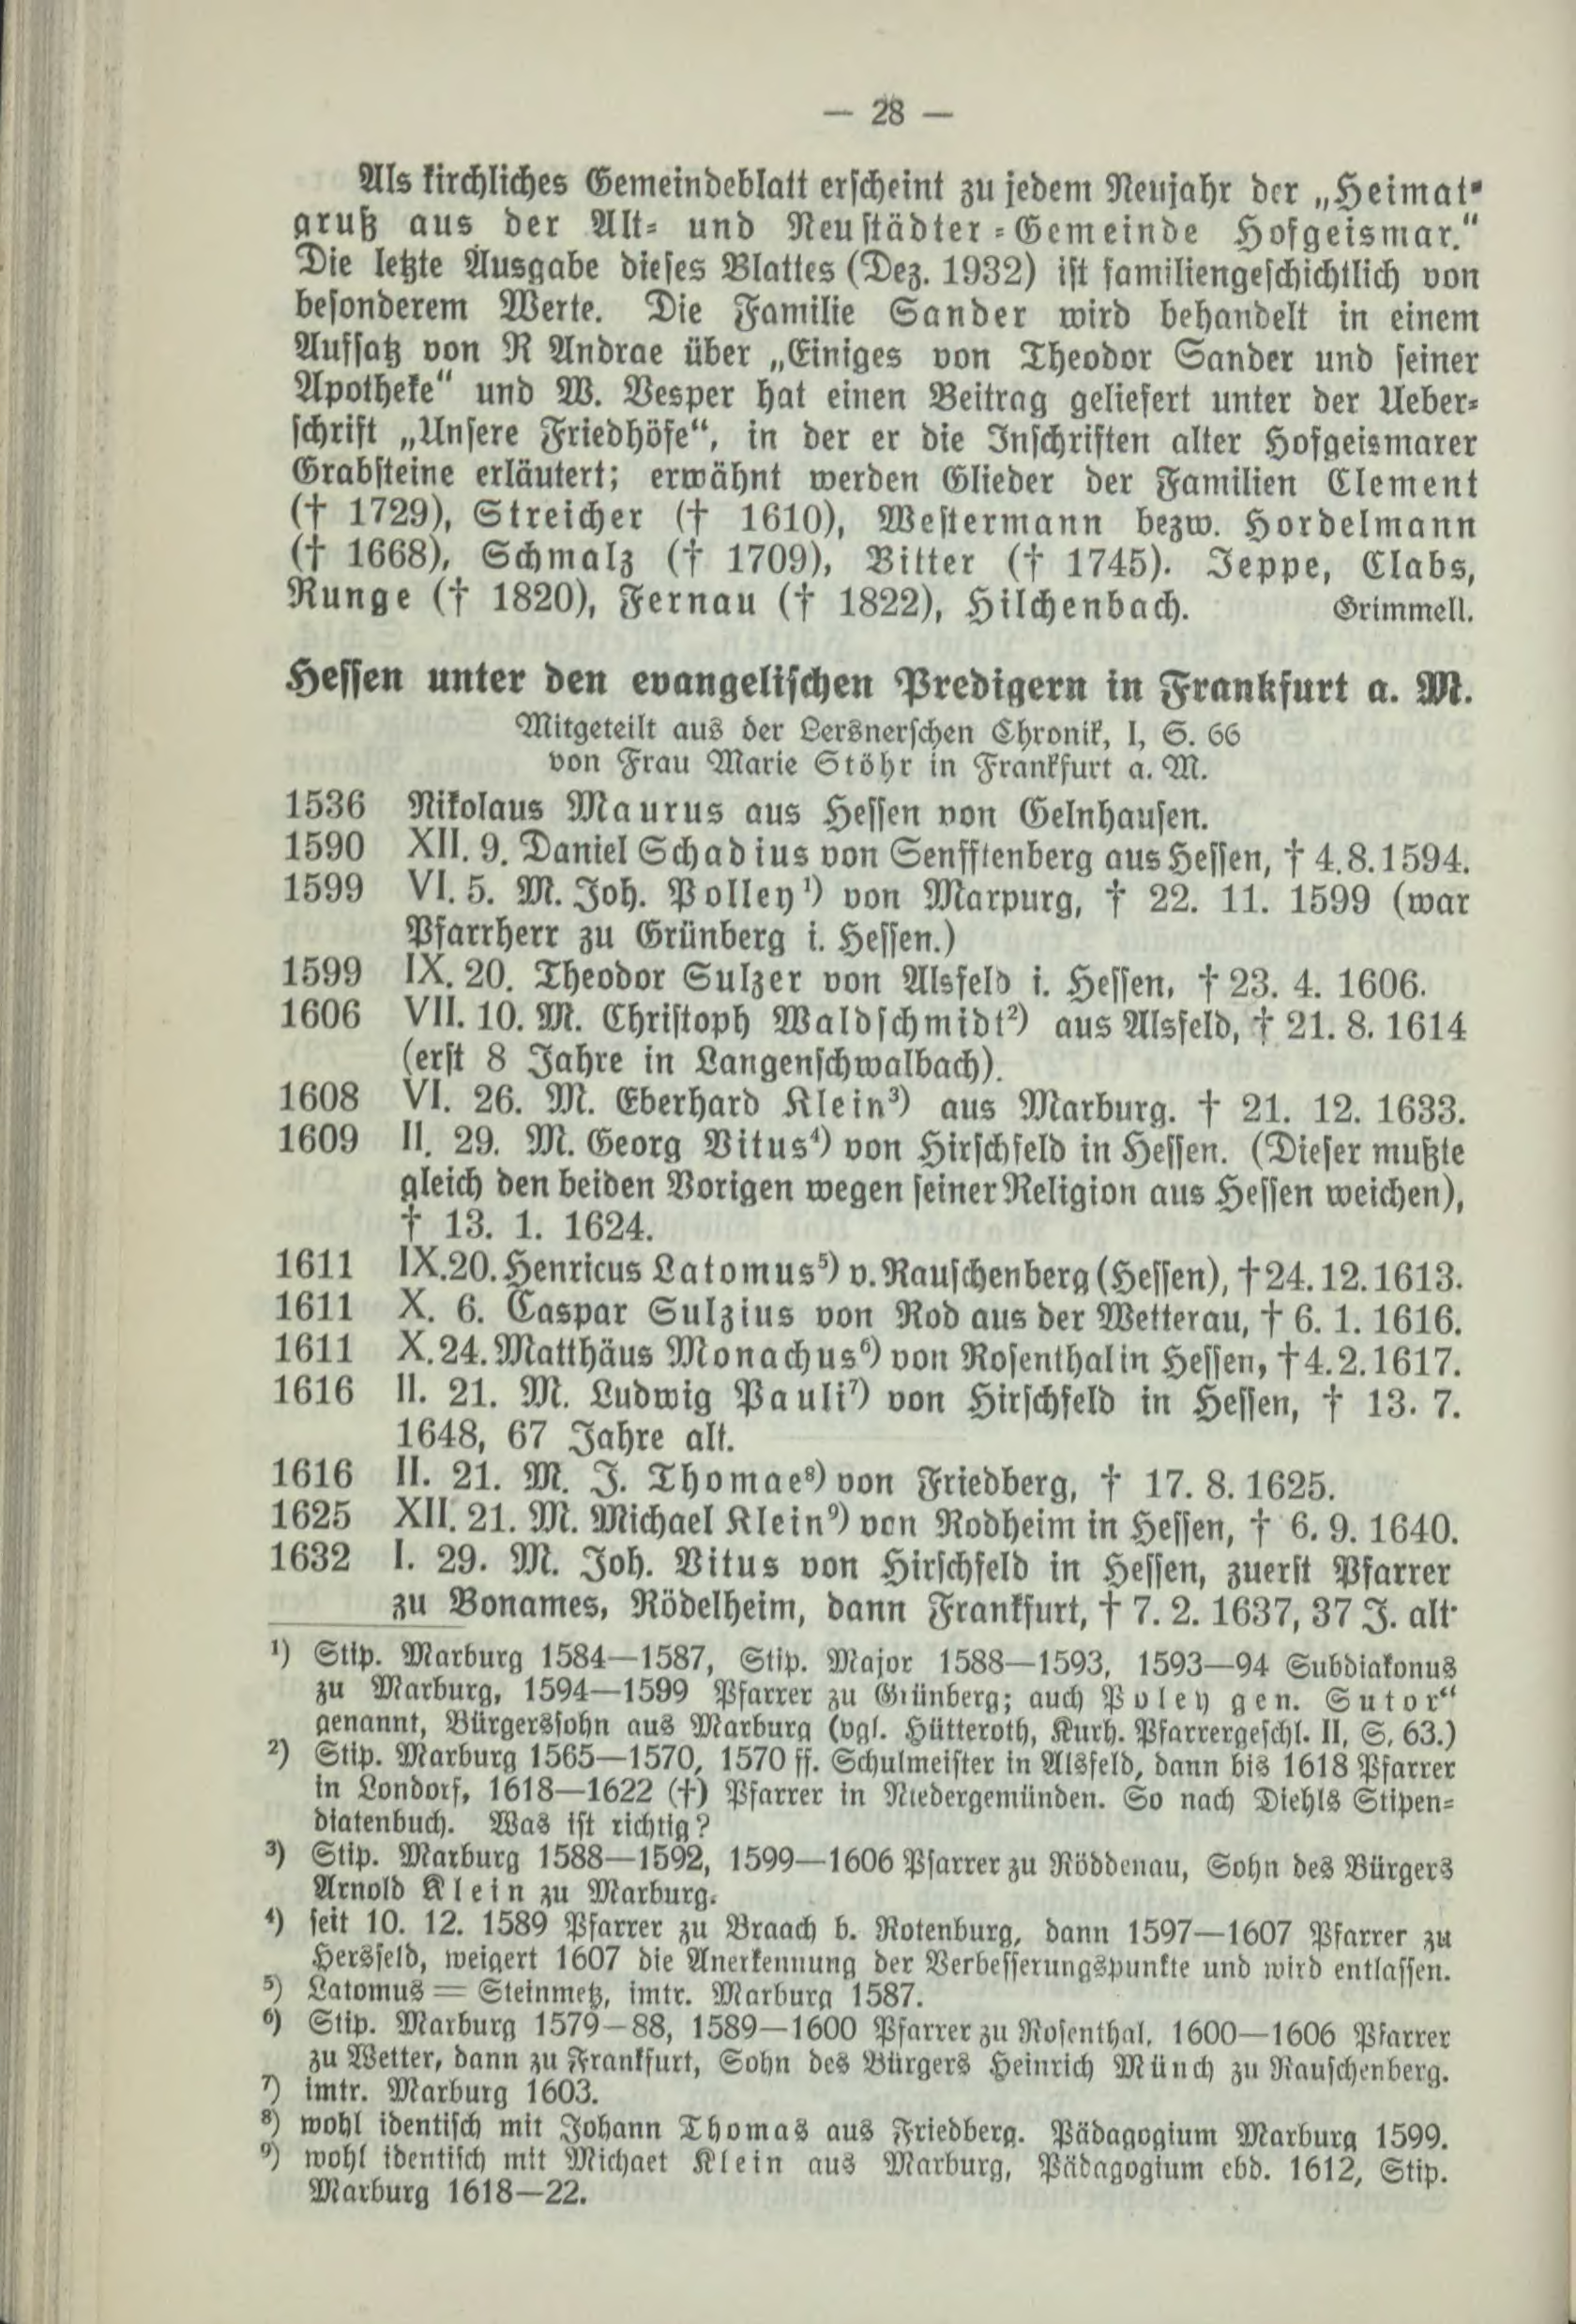 — 28 —
Als kirchliches Gemeindeblatt erscheint zu jedem Neujahr der „Heimat-
gruß aus der Alt- und Neustädter-Gemeinde Hofgeismar.“
Die letzte Ausgabe dieses Blattes (Dez. 1932) ist familiengeschichtlich von
besonderem Werte. Die Familie Sander wird behandelt in einem
Aufsatz von R Andrae über „Einiges von Theodor Sander und seiner
Apotheke“ und W. Vesper hat einen Beitrag geliefert unter der Ueber-
schrift „Unsere Friedhöfe“, in der er die Inschriften alter Hofgeismarer
Grabsteine erläutert; erwähnt werden Glieder der Familien Clement
(† 1729), Streicher († 1610), Westermann bezw. Hordelmann
(† 1668), Schmalz († 1709), Bitter († 1745). Jeppe, Clabs,
Runge († 1820), Fernau († 1822), Hilchenbach. Grimmell.
Hessen unter den evangelischen Predigern in Frankfurt a. M.
Mitgeteilt aus der Lersnerschen Chronik, I, S. 66
von Frau Marie Stöhr in Frankfurt a. M.
1536 Nikolaus Maurus aus Hessen von Gelnhausen.
1590 XII. 9. Daniel Schadius von Senfftenberg aus Hessen, † 4. 8. 1594.
1599 VI. 5. M. Joh. Polley¹) von Marpurg, † 22. 11. 1599 (war
Pfarrherr zu Grünberg i. Hessen.)
1599 IX. 20. Theodor Sulzer von Alsfeld i. Hessen, † 23. 4. 1606.
1606 VII. 10. M. Christoph Waldschmidt²) aus Alsfeld, † 21. 8. 1614
(erst 8 Jahre in Langenschwalbach).
1608 VI. 26. M. Eberhard Klein³) aus Marburg. † 21. 12. 1633.
1609 II. 29. M. Georg Vitus⁴) von Hirschfeld in Hessen. (Dieser mußte
gleich den beiden Vorigen wegen seiner Religion aus Hessen weichen),
† 13. 1. 1624.
1611 IX. 20. Henricus Latomus⁵) v. Rauschenberg (Hessen), † 24. 12. 1613.
1611 X. 6. Caspar Sulzius von Rod aus der Wetterau, † 6. 1. 1616.
1611 X. 24. Matthäus Monachus⁶) von Rosenthal in Hessen, † 4. 2. 1617.
1616 II. 21. M. Ludwig Pauli⁷) von Hirschfeld in Hessen, † 13. 7.
1648, 67 Jahre alt.
1616 II. 21. M. J. Thomae⁸) von Friedberg, † 17. 8. 1625.
1625 XII. 21. M. Michael Klein⁹) von Rodheim in Hessen, † 6. 9. 1640.
1632 I. 29. M. Joh. Vitus von Hirschfeld in Hessen, zuerst Pfarrer
zu Bonames, Rödelheim, dann Frankfurt, † 7. 2. 1637, 37 J. alt.
¹) Stip. Marburg 1584—1587, Stip. Major 1588—1593, 1593—94 Subdiakonus
zu Marburg, 1594—1599 Pfarrer zu Grünberg; auch Poley gen. Sutor“
genannt, Bürgerssohn aus Marburg (vgl. Hütteroth, Kurh. Pfarrergeschl. II, S. 63.)
²) Stip. Marburg 1565—1570, 1570 ff. Schulmeister in Alsfeld, dann bis 1618 Pfarrer
in Londorf, 1618—1622 (†) Pfarrer in Niedergemünden. So nach Diehls Stipen-
diatenbuch. Was ist richtig?
³) Stip. Marburg 1588—1592, 1599—1606 Pfarrer zu Röddenau, Sohn des Bürgers
Arnold Klein zu Marburg.
⁴) seit 10. 12. 1589 Pfarrer zu Braach b. Rotenburg, dann 1597—1607 Pfarrer zu
Hersfeld, weigert 1607 die Anerkennung der Verbesserungspunkte und wird entlassen.
⁵) Latomus = Steinmetz, imtr. Marburg 1587.
⁶) Stip. Marburg 1579—88, 1589—1600 Pfarrer zu Rosenthal, 1600—1606 Pfarrer
zu Wetter, dann zu Frankfurt, Sohn des Bürgers Heinrich Münch zu Rauschenberg.
⁷) imtr. Marburg 1603.
⁸) wohl identisch mit Johann Thomas aus Friedberg. Pädagogium Marburg 1599.
⁹) wohl identisch mit Michael Klein aus Marburg, Pädagogium ebd. 1612, Stip.
Marburg 1618—22.